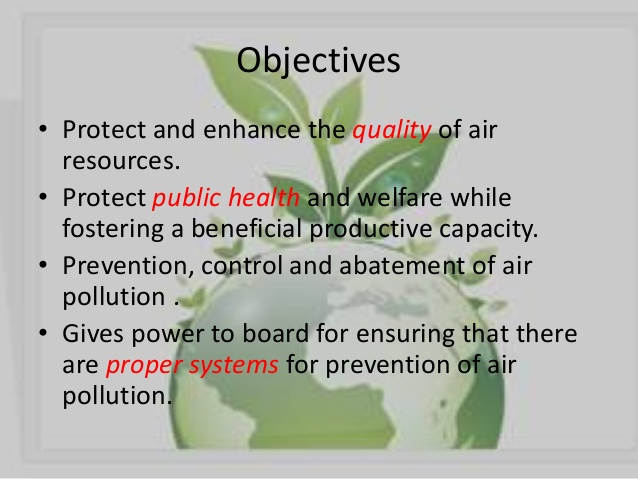 Objectives
• Protect and enhance the quality of air
resources.
• Protect public health and welfare while
fostering a beneficial productive capacity.
• Prevention, control and abatement of air
pollution .
• Gives power to board for ensuring that there
are proper systems for prevention of air
pollution.